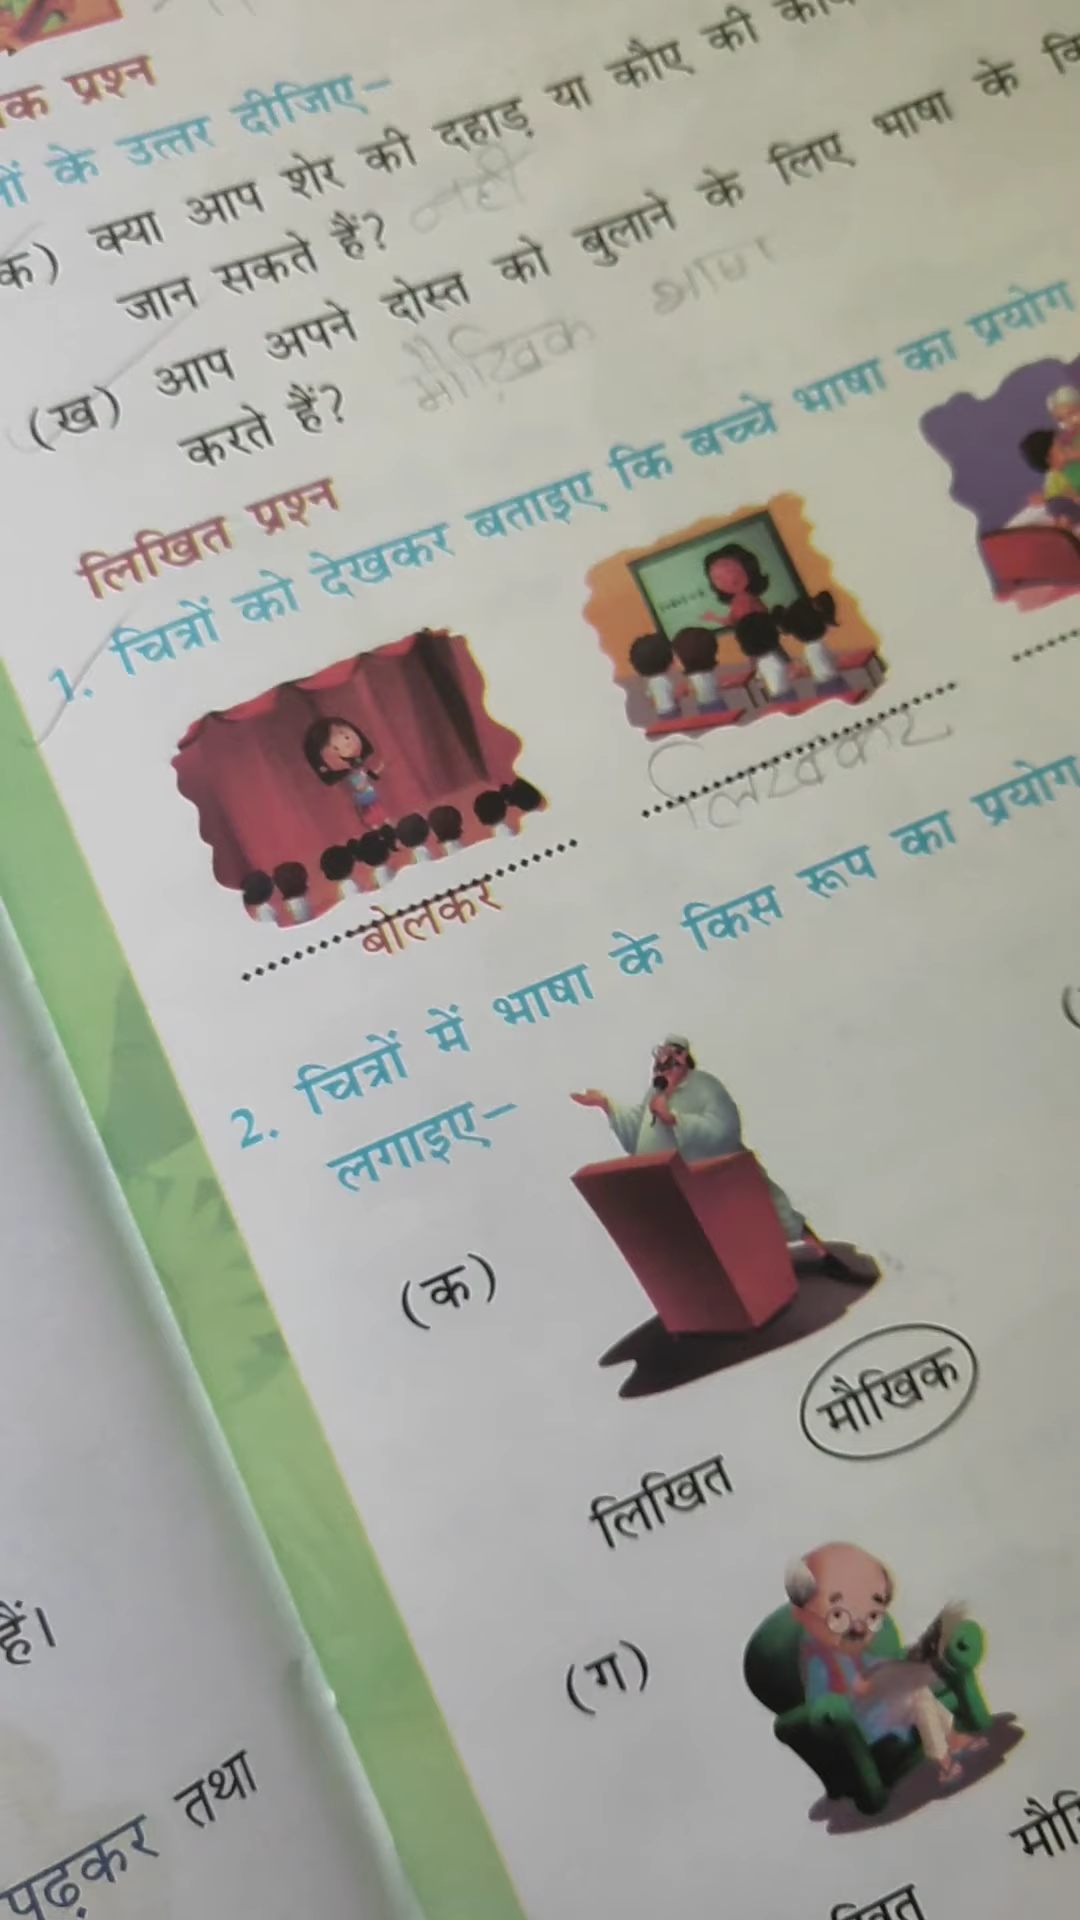 प्रश्न
के उत्तर दीजिए–
क) क्या आप शेर की दहाड़ या कौए की
जान सकते हैं? नही
(ख) आप अपने दोस्त को बुलाने के लिए भाषा के
करते हैं? मौखिक भाषा
लिखित प्रश्न
1. चित्रों को देखकर बताइए कि बच्चे भाषा का प्रयोग
बोलकर
लिखकर
2. चित्रों में भाषा के किस रूप का प्रयोग
लगाइए–
(क)
लिखित मौखिक
(ग)
हैं।
पढ़कर तथा